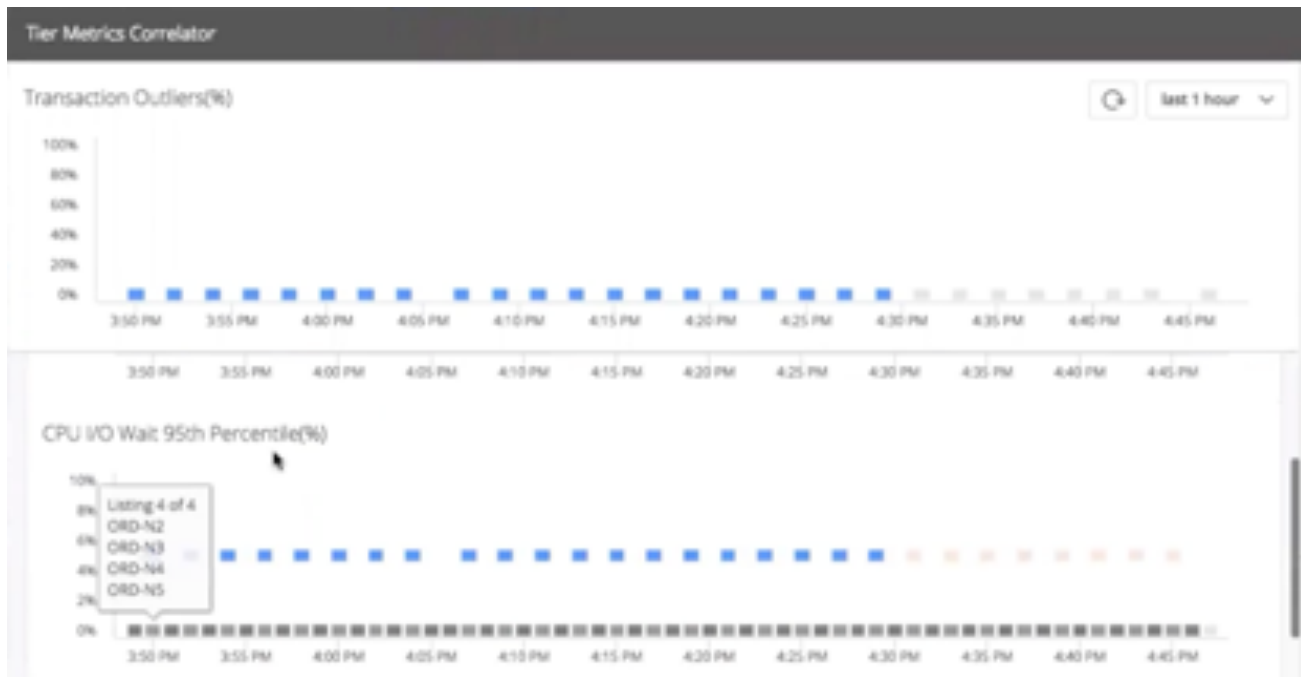 Tier Metrics Correlator
Transaction Outliers(%)
last 1 hour
100%
80%
60%
40%
20%
0%
3:50 PM 3:55 PM 4:00 PM 4:05 PM 4:10 PM 4:15 PM 4:20 PM 4:25 PM 4:30 PM 4:35 PM 4:40 PM 4:45 PM
3:50 PM 3:55 PM 4:00 PM 4:05 PM 4:10 PM 4:15 PM 4:20 PM 4:25 PM 4:30 PM 4:35 PM 4:40 PM 4:45 PM
CPU I/O Wait 95th Percentile(%)
10%
8%
6%
4%
2%
0%
Listing 4 of 4
ORD-N2
ORD-N3
ORD-N4
ORD-N5
3:50 PM 3:55 PM 4:00 PM 4:05 PM 4:10 PM 4:15 PM 4:20 PM 4:25 PM 4:30 PM 4:35 PM 4:40 PM 4:45 PM